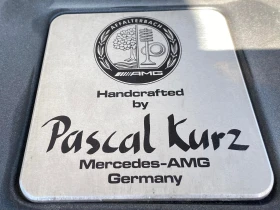 AFFALTERBACH
AMG
Handcrafted
by
Pascal Kurz
Mercedes-AMG
Germany